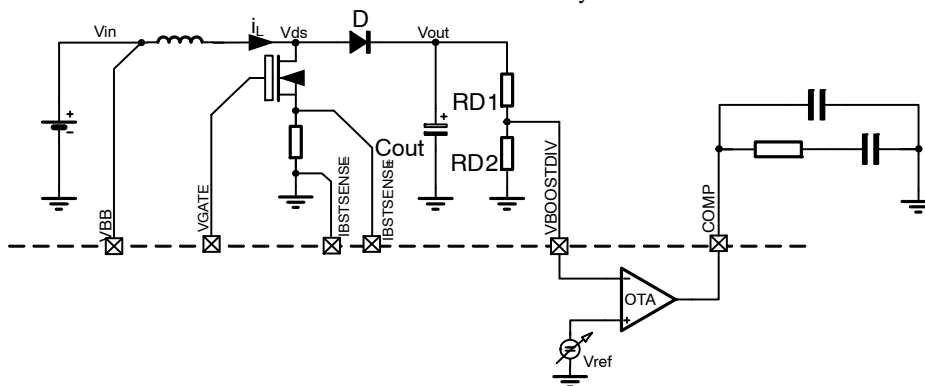 Vin
iL
Vds
D
Vout
RD1
RD2
Cout
VBB
VGATE
IBSTSENSE
IBSTSENSE
VBOOSTDIV
COMP
OTA
Vref